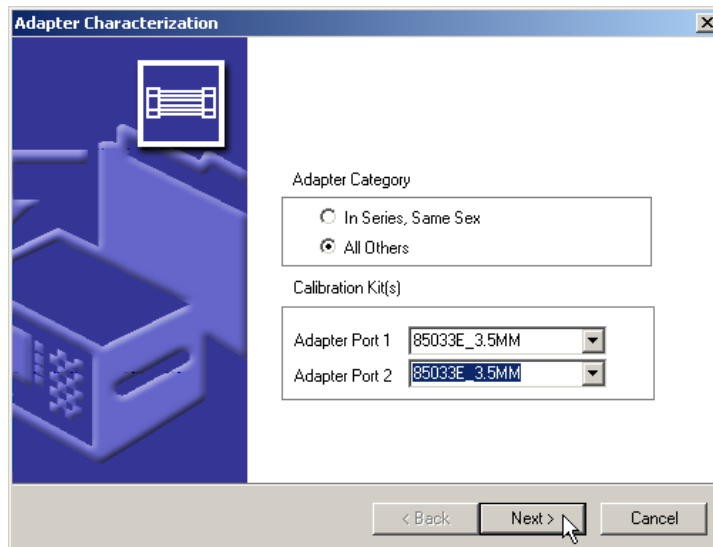 Adapter Characterization
Adapter Category
In Series, Same Sex
All Others
Calibration Kit(s)
Adapter Port 1 85033E_3.5MM
Adapter Port 2 85033E_3.5MM
< Back Next > Cancel